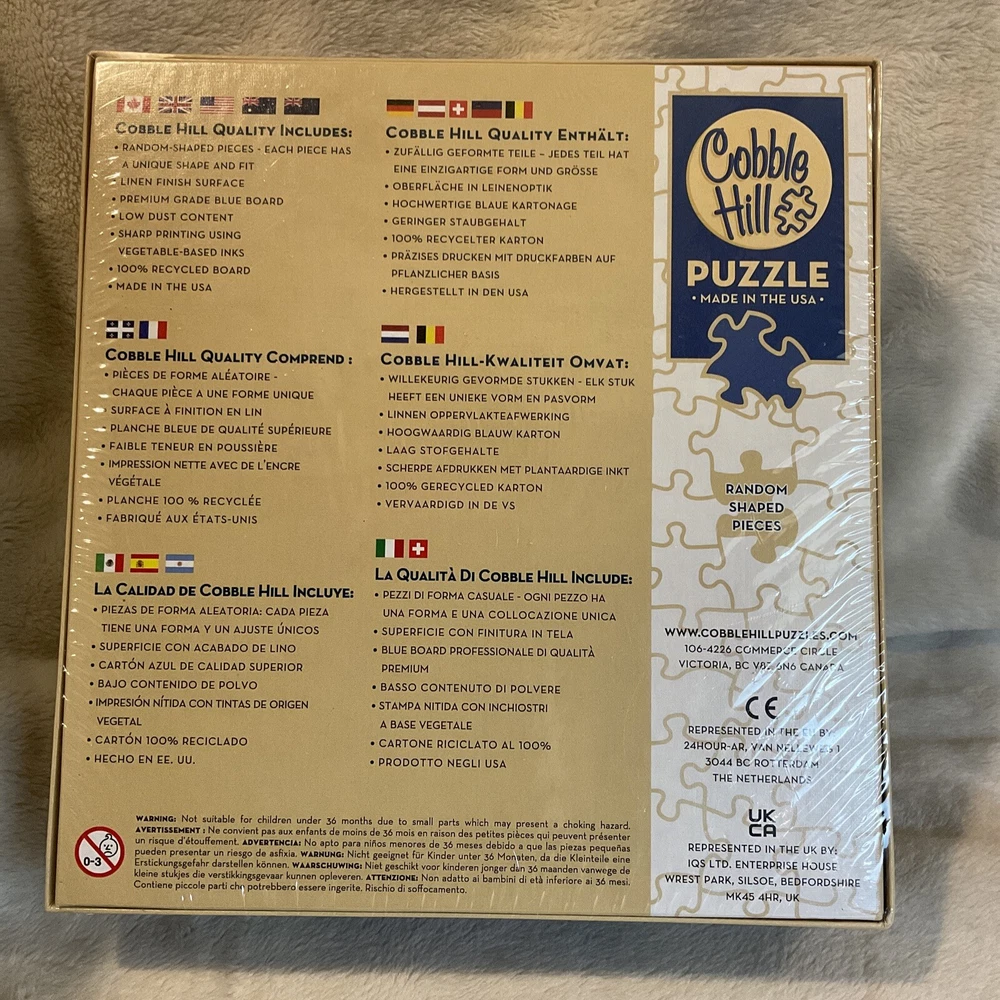 COBBLE HILL QUALITY INCLUDES:
• RANDOM-SHAPED PIECES - EACH PIECE HAS
A UNIQUE SHAPE AND FIT
LINEN FINISH SURFACE
• PREMIUM GRADE BLUE BOARD
• LOW DUST CONTENT
• SHARP PRINTING USING
VEGETABLE-BASED INKS
• 100% RECYCLED BOARD
• MADE IN THE USA
COBBLE HILL QUALITY ENTHÄLT:
• ZUFÄLLIG GEFORMTE TEILE – JEDES TEIL HAT
EINE EINZIGARTIGE FORM UND GRÖSSE
• OBERFLÄCHE IN LEINENOPTIK
• HOCHWERTIGE BLAUE KARTONAGE
• GERINGER STAUBGEHALT
• 100% RECYCELTER KARTON
• PRÄZISES DRUCKEN MIT DRUCKFARBEN AUF
PFLANZLICHER BASIS
• HERGESTELLT IN DEN USA
COBBLE HILL QUALITY COMPREND :
• PIÈCES DE FORME ALÉATOIRE -
CHAQUE PIÈCE A UNE FORME UNIQUE
• SURFACE À FINITION EN LIN
• PLANCHE BLEUE DE QUALITÉ SUPÉRIEURE
• FAIBLE TENEUR EN POUSSIÈRE
• IMPRESSION NETTE AVEC DE L'ENCRE
VÉGÉTALE
• PLANCHE 100 % RECYCLÉE
• FABRIQUÉ AUX ÉTATS-UNIS
COBBLE HILL-KWALITEIT OMVAT:
• WILLEKEURIG GEVORMDE STUKKEN - ELK STUK
HEEFT EEN UNIEKE VORM EN PASVORM
• LINNEN OPPERVLAKTEAFWERKING
• HOOGWAARDIG BLAUW KARTON
• LAAG STOFGEHALTE
• SCHERPE AFDRUKKEN MET PLANTAARDIGE INKT
• 100% GERECYCLED KARTON
• VERVAARDIGD IN DE VS
LA CALIDAD DE COBBLE HILL INCLUYE:
• PIEZAS DE FORMA ALEATORIA: CADA PIEZA
TIENE UNA FORMA Y UN AJUSTE ÚNICOS
• SUPERFICIE CON ACABADO DE LINO
• CARTÓN AZUL DE CALIDAD SUPERIOR
• BAJO CONTENIDO DE POLVO
• IMPRESIÓN NÍTIDA CON TINTAS DE ORIGEN
VEGETAL
• CARTÓN 100% RECICLADO
• HECHO EN EE. UU.
LA QUALITÀ DI COBBLE HILL INCLUDE:
• PEZZI DI FORMA CASUALE - OGNI PEZZO HA
UNA FORMA E UNA COLLOCAZIONE UNICA
• SUPERFICIE CON FINITURA IN TELA
• BLUE BOARD PROFESSIONALE DI QUALITÀ
PREMIUM
• BASSO CONTENUTO DI POLVERE
• STAMPA NITIDA CON INCHIOSTRI
A BASE VEGETALE
• CARTONE RICICLATO AL 100%
• PRODOTTO NEGLI USA
0-3
WARNING: Not suitable for children under 36 months due to small parts which may present a choking hazard.
AVERTISSEMENT : Ne convient pas aux enfants de moins de 36 mois en raison des petites pièces qui peuvent présenter
un risque d'étouffement. ADVERTENCIA: No apto para niños menores de 36 meses debido a que las piezas pequeñas
pueden presentar un riesgo de asfixia. WARNUNG: Nicht geeignet für Kinder unter 36 Monaten, da die Kleinteile eine
Erstickungsgefahr darstellen können. WAARSCHUWING: Niet geschikt voor kinderen jonger dan 36 maanden vanwege de
kleine stukjes die verstikkingsgevaar kunnen opleveren. ATTENZIONE: Non adatto ai bambini di età inferiore ai 36 mesi.
Contiene piccole parti che potrebbero essere ingerite. Rischio di soffocamento.
Cobble
Hill
PUZZLE
• MADE IN THE USA •
RANDOM
SHAPED
PIECES
WWW.COBBLEHILLPUZZLES.COM
106-4226 COMMERCE CIRCLE
VICTORIA, BC V8Z 6N6 CANADA
CE
REPRESENTED IN THE EU BY:
24HOUR-AR, VAN NELLEWEG 1
3044 BC ROTTERDAM
THE NETHERLANDS
UK
CA
REPRESENTED IN THE UK BY:
IQS LTD. ENTERPRISE HOUSE
WREST PARK, SILSOE, BEDFORDSHIRE
MK45 4HR, UK